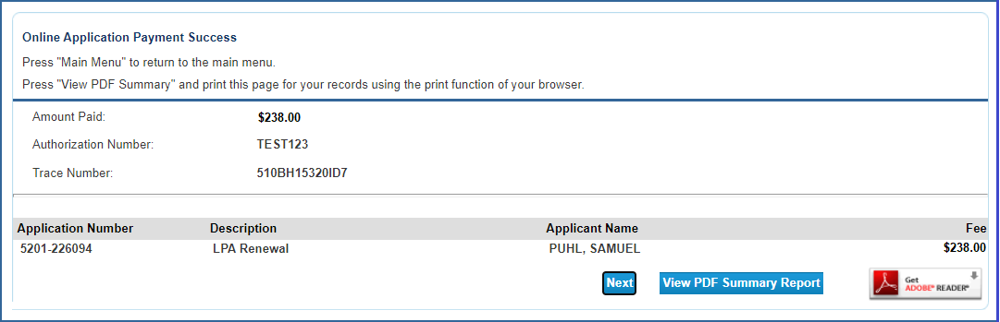 Online Application Payment Success
Press "Main Menu" to return to the main menu.
Press "View PDF Summary" and print this page for your records using the print function of your browser.
Amount Paid: $238.00
Authorization Number: TEST123
Trace Number: 510BH15320ID7
Application Number Description Applicant Name Fee
5201-226094 LPA Renewal PUHL, SAMUEL $238.00
Next View PDF Summary Report Get
ADOBE® READER®